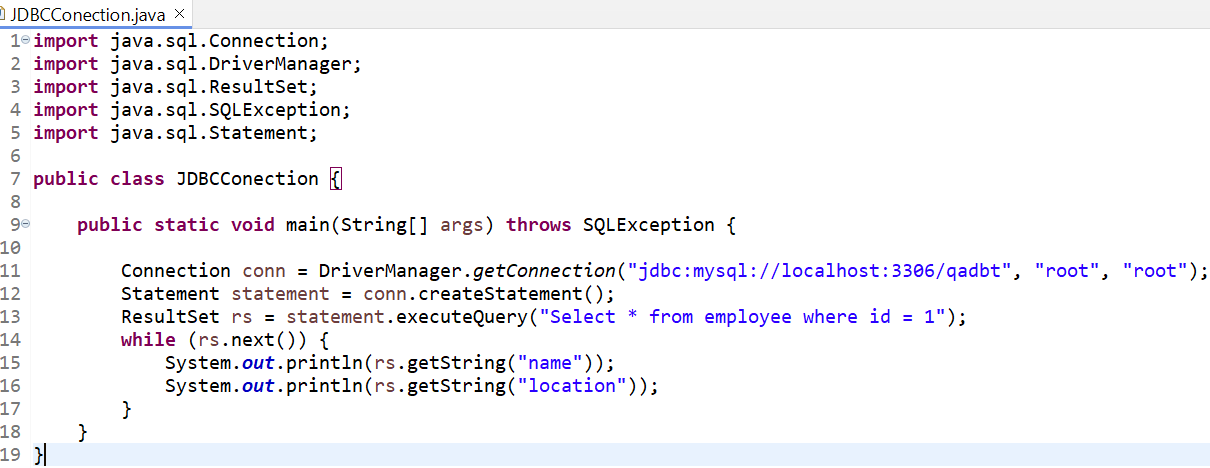 JDBCConection.java
1 import java.sql.Connection;
2 import java.sql.DriverManager;
3 import java.sql.ResultSet;
4 import java.sql.SQLException;
5 import java.sql.Statement;
6
7 public class JDBCConection {
8
9     public static void main(String[] args) throws SQLException {
10
11         Connection conn = DriverManager.getConnection("jdbc:mysql://localhost:3306/qadbt", "root", "root");
12         Statement statement = conn.createStatement();
13         ResultSet rs = statement.executeQuery("Select * from employee where id = 1");
14         while (rs.next()) {
15             System.out.println(rs.getString("name"));
16             System.out.println(rs.getString("location"));
17         }
18     }
19 }